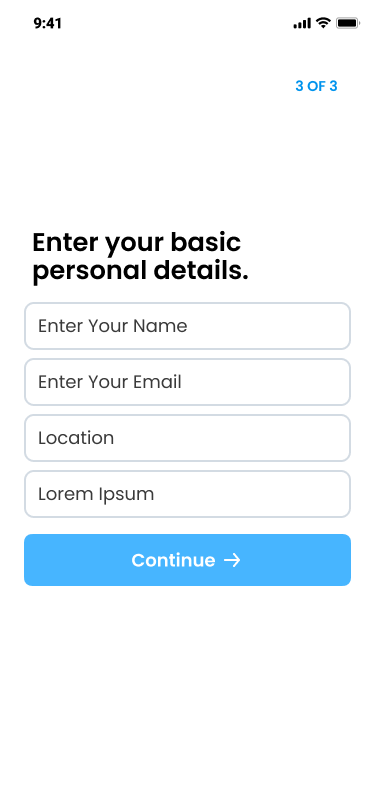 9:41
3 OF 3
Enter your basic
personal details.
Enter Your Name
Enter Your Email
Location
Lorem Ipsum
Continue →